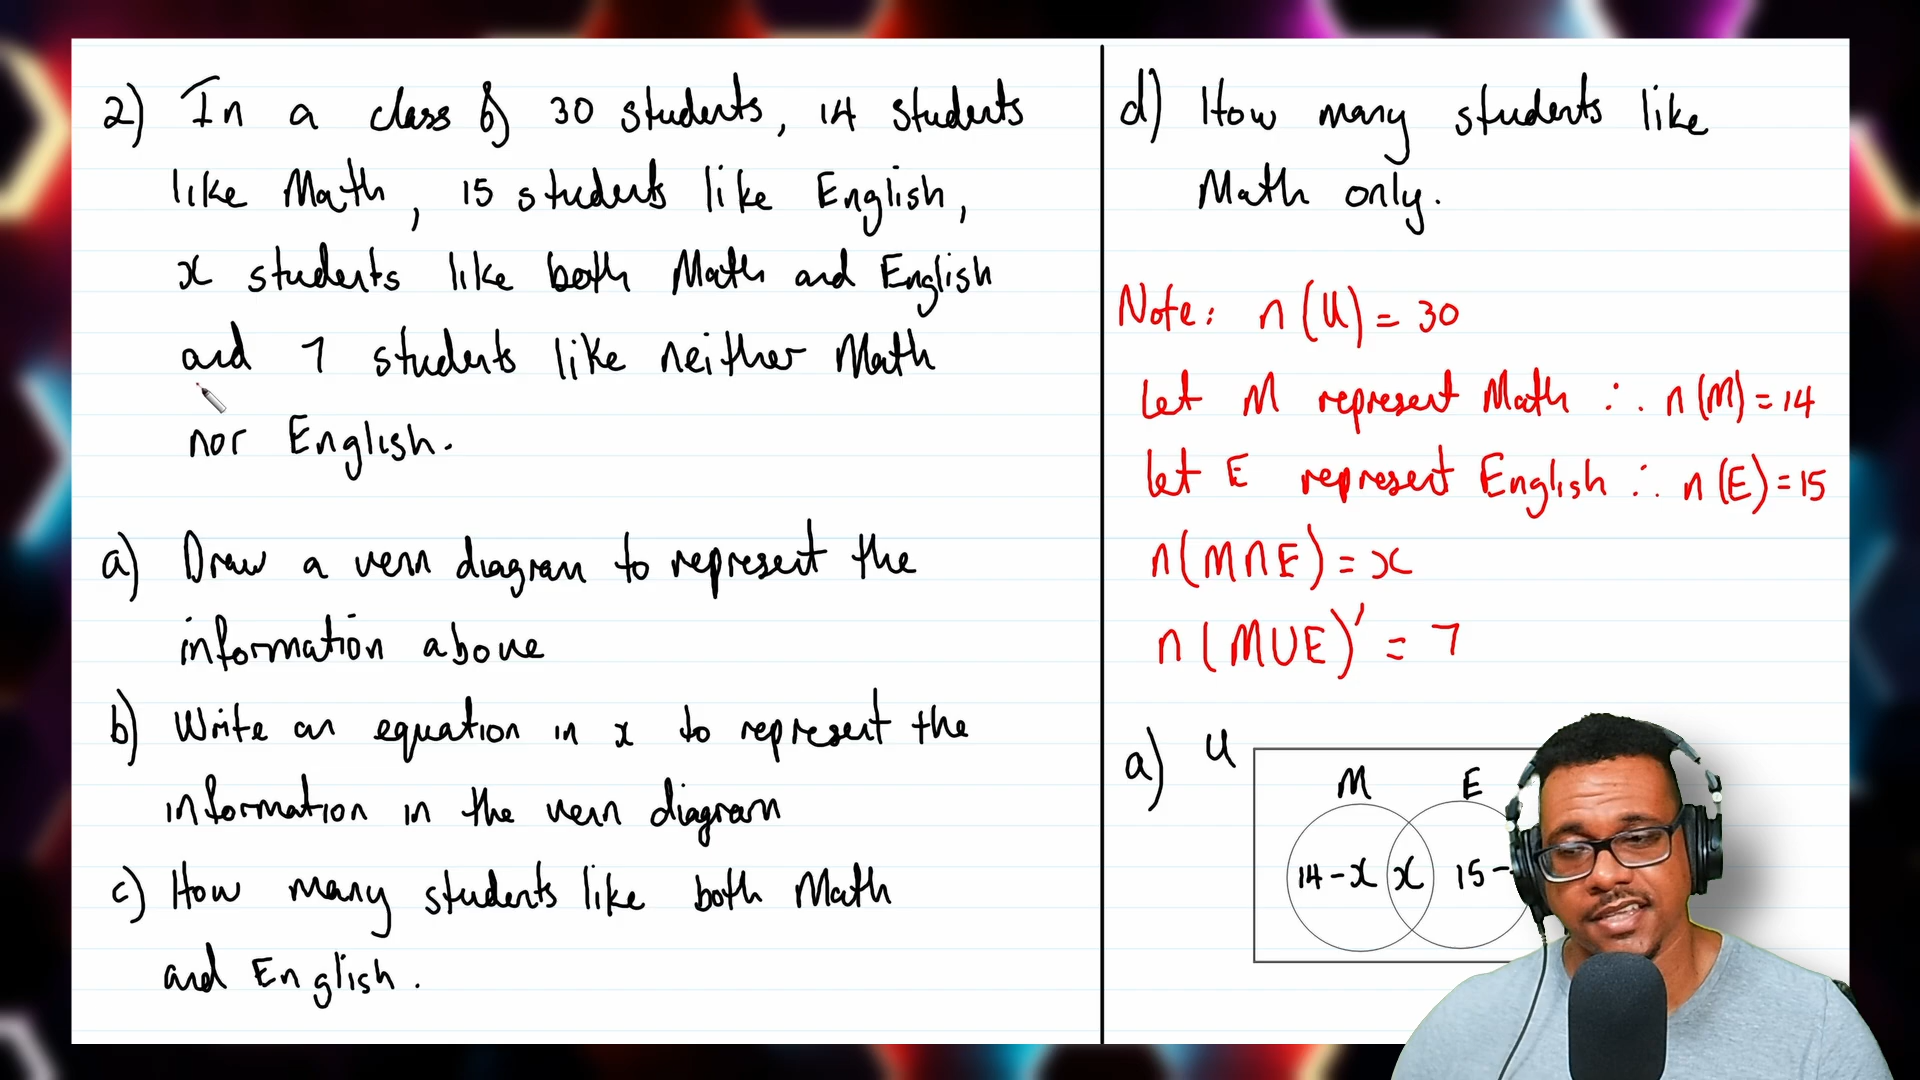 2) In a class of 30 students, 14 students
like Math, 15 students like English,
x students like both Math and English
and 7 students like neither Math
nor English.
a) Draw a venn diagram to represent the
information above
b) Write an equation in x to represent the
information in the venn diagram
c) How many students like both Math
and English.
d) How many students like
Math only.
Note: n(U) = 30
Let M represent Math ∴ n(M) = 14
Let E represent English ∴ n(E) = 15
n(M∩E) = x
n(M∪E)' = 7
a) U
M E
14-x x 15-